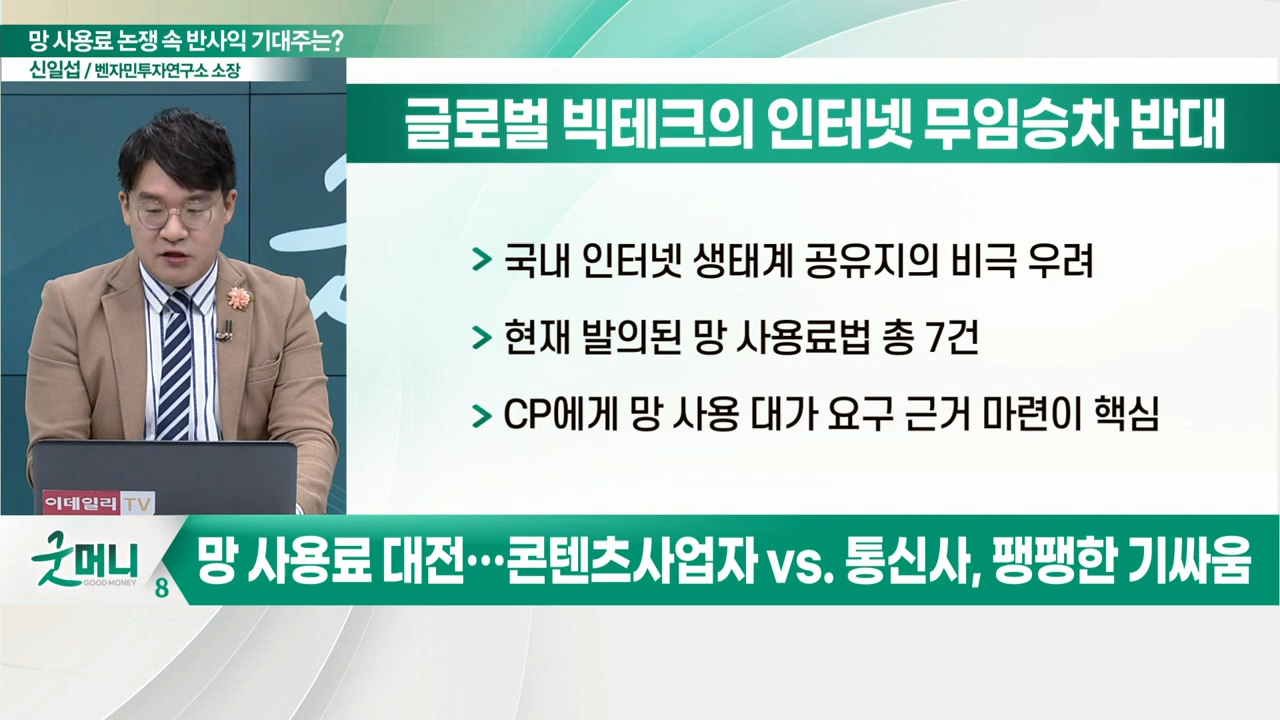 망 사용료 논쟁 속 반사익 기대주는?
신일섭 / 벤자민투자연구소 소장
글로벌 빅테크의 인터넷 무임승차 반대
> 국내 인터넷 생태계 공유지의 비극 우려
> 현재 발의된 망 사용료법 총 7건
> CP에게 망 사용 대가 요구 근거 마련이 핵심
이데일리 TV
굿머니
GOOD MONEY
8
망 사용료 대전…콘텐츠사업자 vs. 통신사, 팽팽한 기싸움